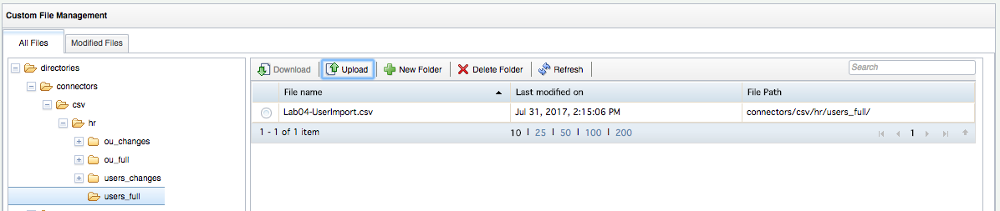 Custom File Management
All Files
Modified Files
directories
connectors
csv
hr
ou_changes
ou_full
users_changes
users_full
Download
Upload
New Folder
Delete Folder
Refresh
Search
File name
Last modified on
File Path
Lab04-UserImport.csv
Jul 31, 2017, 2:15:06 PM
connectors/csv/hr/users_full/
1 - 1 of 1 item
10 | 25 | 50 | 100 | 200
1